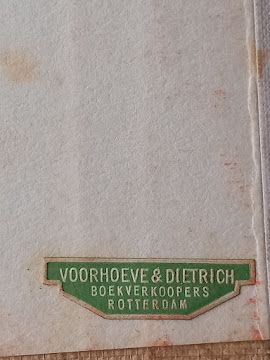 VOORHOEVE & DIETRICH
BOEKVERKOOPERS
ROTTERDAM